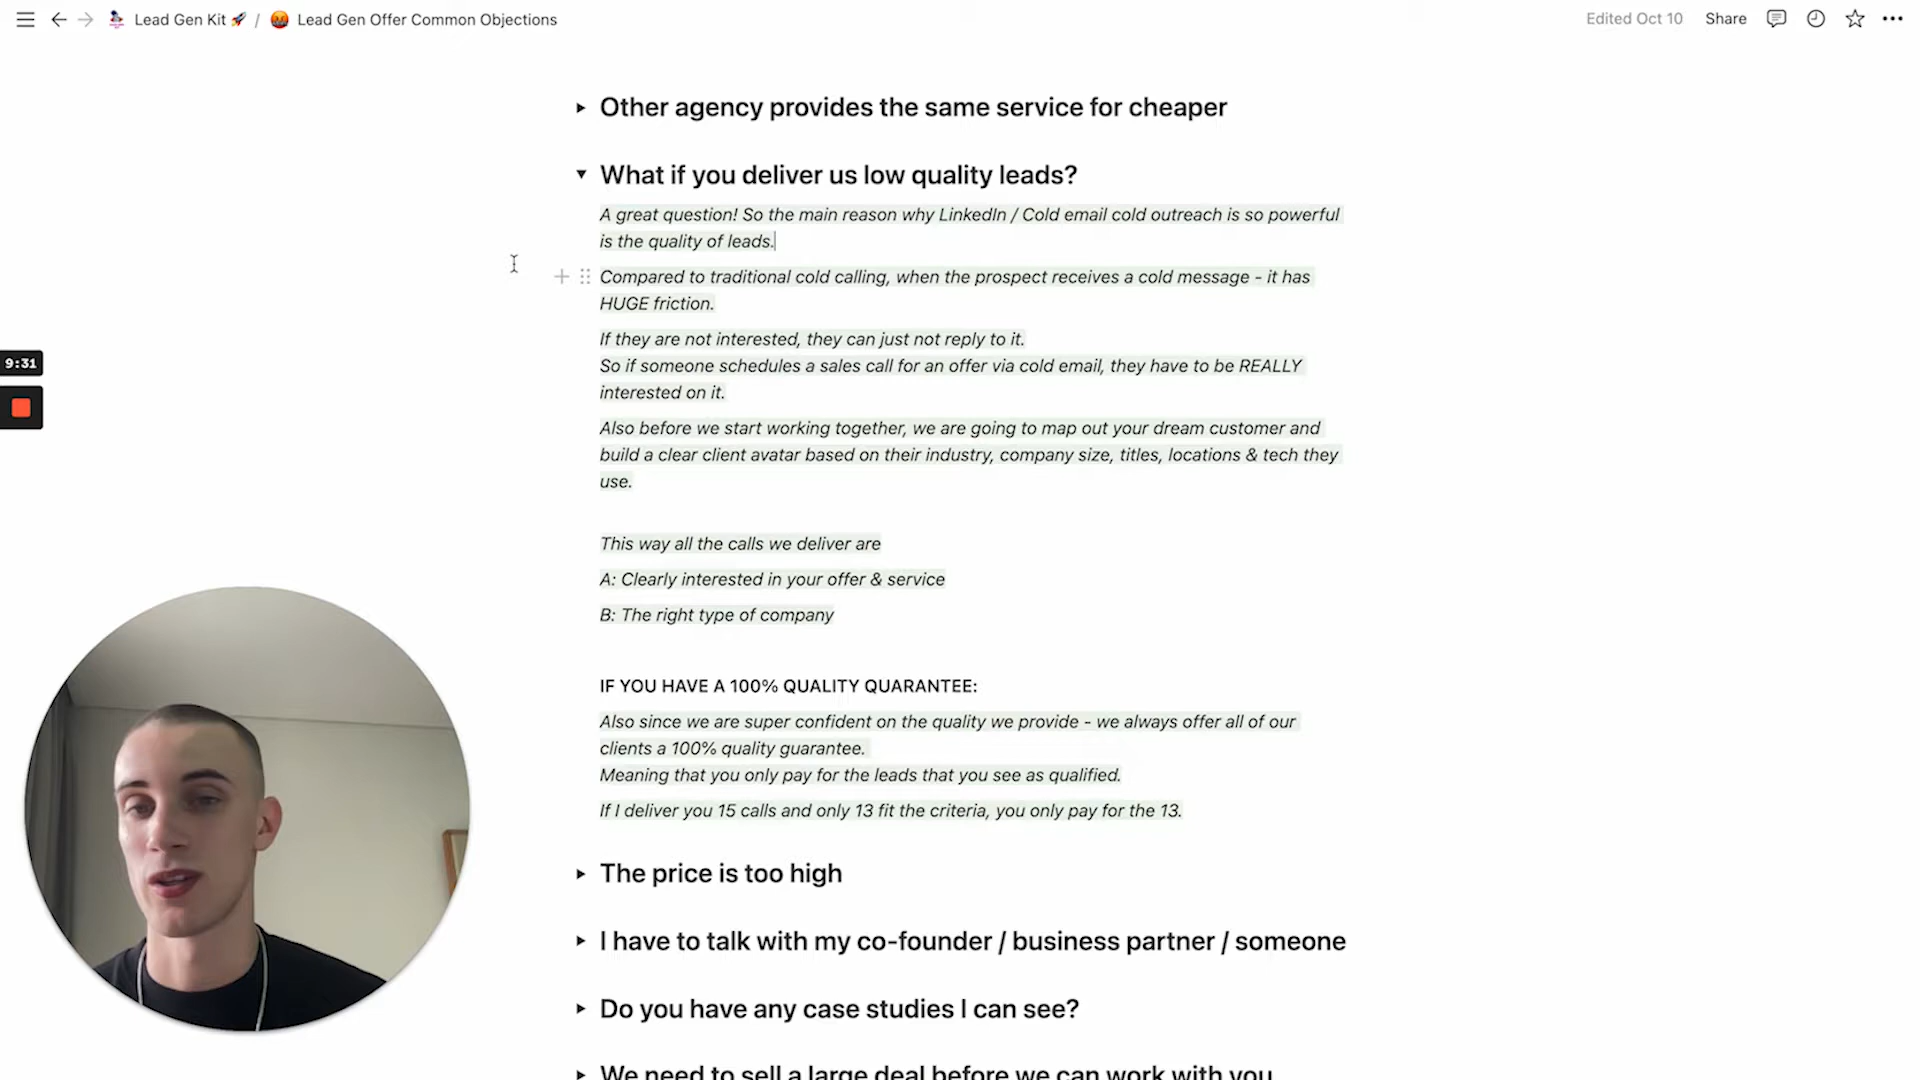 Lead Gen Kit 🚀 / 🤬 Lead Gen Offer Common Objections
Edited Oct 10 Share
Other agency provides the same service for cheaper
What if you deliver us low quality leads?
A great question! So the main reason why LinkedIn / Cold email cold outreach is so powerful
is the quality of leads.
Compared to traditional cold calling, when the prospect receives a cold message - it has
HUGE friction.
If they are not interested, they can just not reply to it.
So if someone schedules a sales call for an offer via cold email, they have to be REALLY
interested on it.
Also before we start working together, we are going to map out your dream customer and
build a clear client avatar based on their industry, company size, titles, locations & tech they
use.
9:31
This way all the calls we deliver are
A: Clearly interested in your offer & service
B: The right type of company
IF YOU HAVE A 100% QUALITY QUARANTEE:
Also since we are super confident on the quality we provide - we always offer all of our
clients a 100% quality guarantee.
Meaning that you only pay for the leads that you see as qualified.
If I deliver you 15 calls and only 13 fit the criteria, you only pay for the 13.
The price is too high
I have to talk with my co-founder / business partner / someone
Do you have any case studies I can see?
We need to sell a large deal before we can work with you